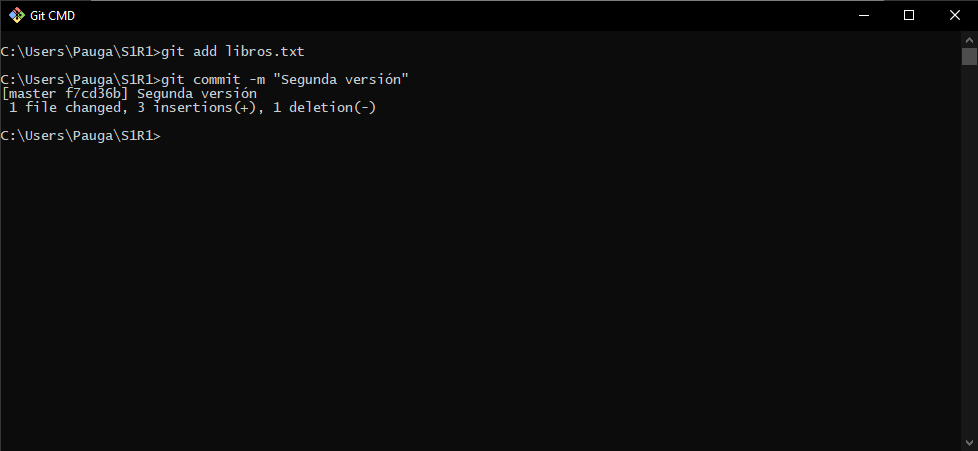 Git CMD
C:\Users\Pauga\S1R1>git add libros.txt
C:\Users\Pauga\S1R1>git commit -m "Segunda versión"
[master f7cd36b] Segunda versión
 1 file changed, 3 insertions(+), 1 deletion(-)
C:\Users\Pauga\S1R1>